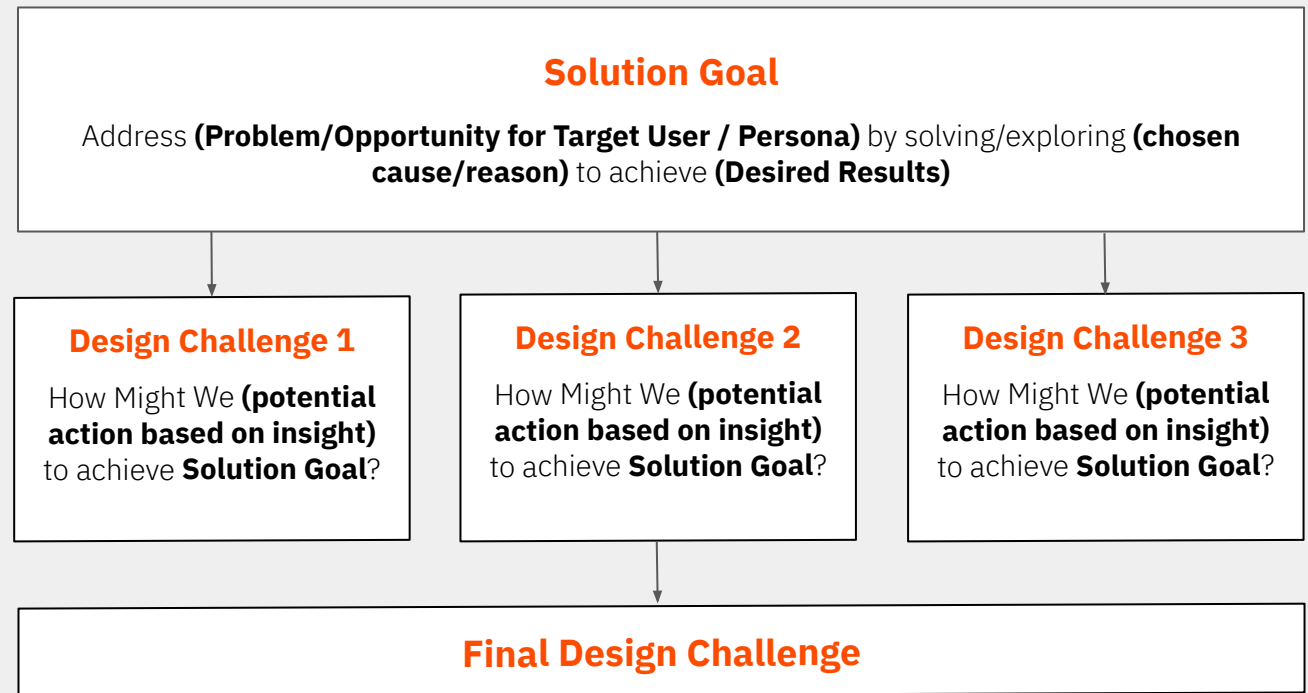 Solution Goal
Address (Problem/Opportunity for Target User / Persona) by solving/exploring (chosen
cause/reason) to achieve (Desired Results)
Design Challenge 1
How Might We (potential
action based on insight)
to achieve Solution Goal?
Design Challenge 2
How Might We (potential
action based on insight)
to achieve Solution Goal?
Design Challenge 3
How Might We (potential
action based on insight)
to achieve Solution Goal?
Final Design Challenge